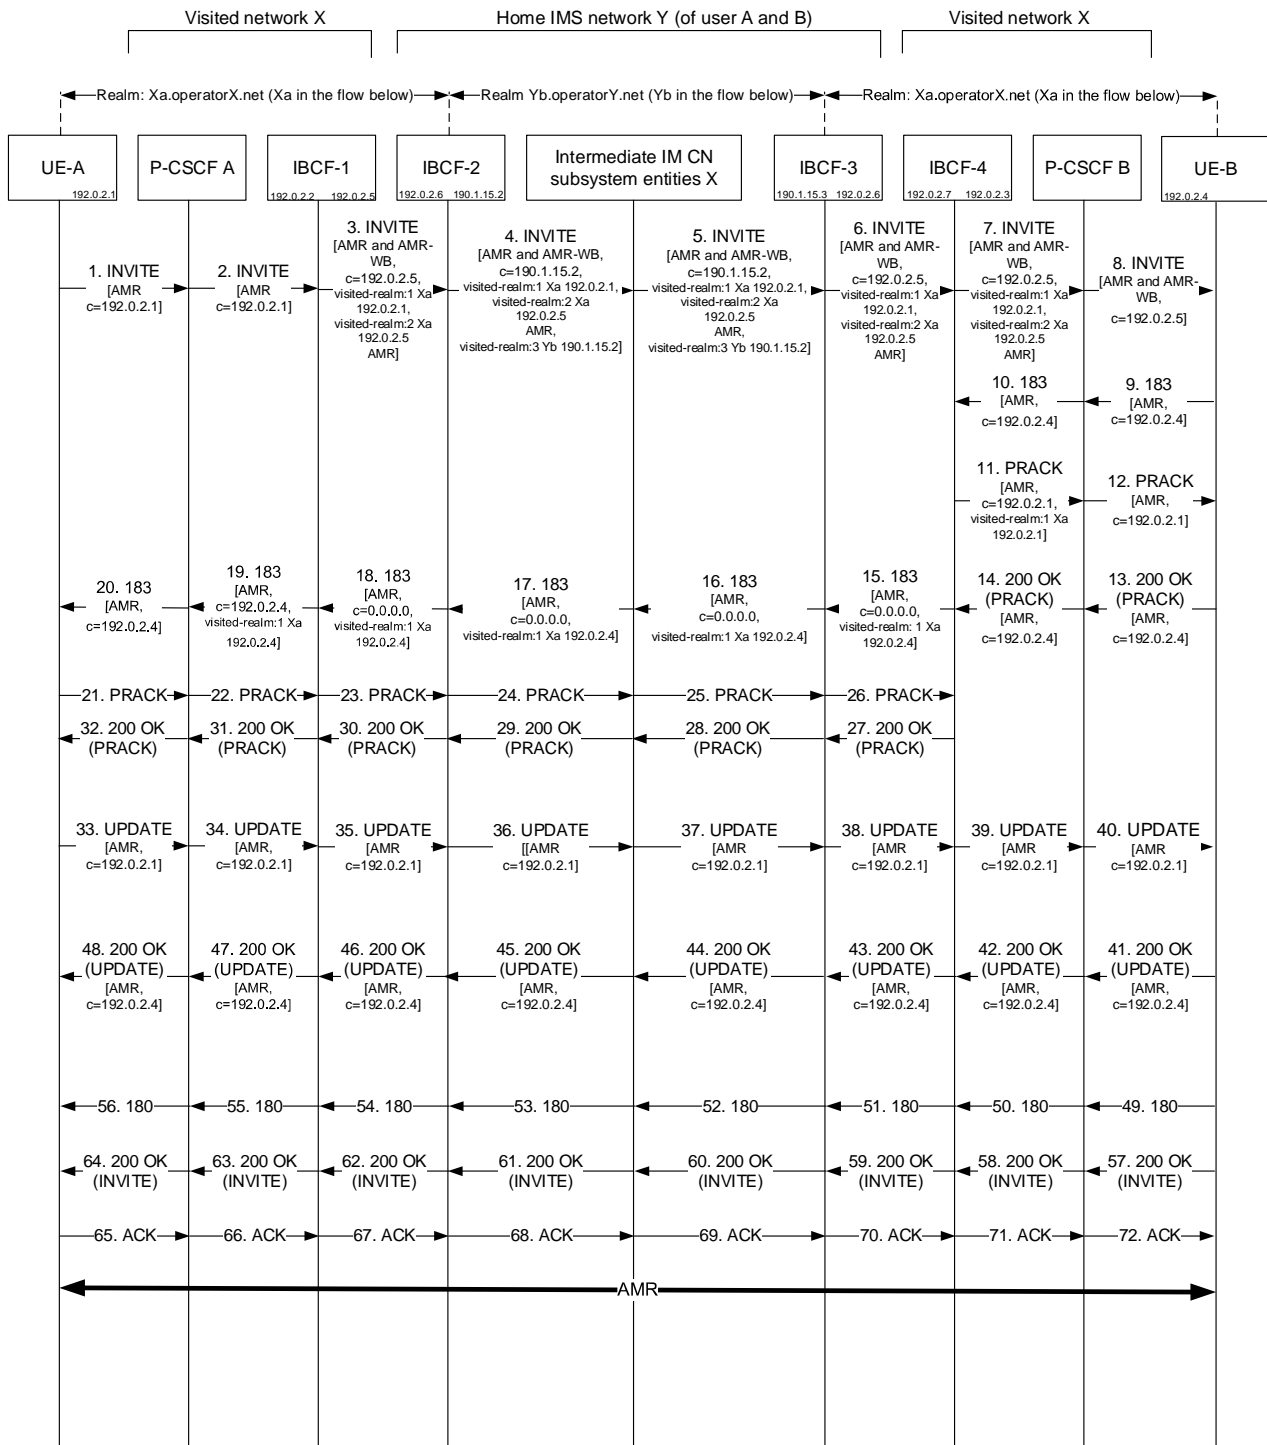 Visited network X
Home IMS network Y (of user A and B)
Visited network X
Realm: Xa.operatorX.net (Xa in the flow below)
Realm Yb.operatorY.net (Yb in the flow below)
Realm: Xa.operatorX.net (Xa in the flow below)
UE-A
192.0.2.1
P-CSCF A
IBCF-1
192.0.2.2
192.0.2.5
IBCF-2
192.0.2.6
190.1.15.2
Intermediate IM CN
subsystem entities X
IBCF-3
190.1.15.3
192.0.2.6
IBCF-4
192.0.2.7
192.0.2.3
P-CSCF B
UE-B
192.0.2.4
1. INVITE
[AMR
c=192.0.2.1]
2. INVITE
[AMR
c=192.0.2.1]
3. INVITE
[AMR and AMR-
WB,
c=192.0.2.5,
visited-realm:1 Xa
192.0.2.1,
visited-realm:2 Xa
192.0.2.5
AMR]
4. INVITE
[AMR and AMR-WB,
c=190.1.15.2,
visited-realm:1 Xa 192.0.2.1,
visited-realm:2 Xa
192.0.2.5
AMR,
visited-realm:3 Yb 190.1.15.2]
5. INVITE
[AMR and AMR-WB,
c=190.1.15.2,
visited-realm:1 Xa 192.0.2.1,
visited-realm:2 Xa
192.0.2.5
AMR,
visited-realm:3 Yb 190.1.15.2]
6. INVITE
[AMR and AMR-
WB,
c=192.0.2.5,
visited-realm:1 Xa
192.0.2.1,
visited-realm:2 Xa
192.0.2.5
AMR]
7. INVITE
[AMR and AMR-
WB,
c=192.0.2.5,
visited-realm:1 Xa
192.0.2.1,
visited-realm:2 Xa
192.0.2.5
AMR]
8. INVITE
[AMR and AMR-
WB,
c=192.0.2.5]
10. 183
[AMR,
c=192.0.2.4]
9. 183
[AMR,
c=192.0.2.4]
11. PRACK
[AMR,
c=192.0.2.1,
visited-realm:1 Xa
192.0.2.1]
12. PRACK
[AMR,
c=192.0.2.1]
20. 183
[AMR,
c=192.0.2.4]
19. 183
[AMR,
c=192.0.2.4,
visited-realm:1 Xa
192.0.2.4]
18. 183
[AMR,
c=0.0.0.0,
visited-realm:1 Xa
192.0.2.4]
17. 183
[AMR,
c=0.0.0.0,
visited-realm:1 Xa 192.0.2.4]
16. 183
[AMR,
c=0.0.0.0,
visited-realm:1 Xa 192.0.2.4]
15. 183
[AMR,
c=0.0.0.0,
visited-realm: 1 Xa
192.0.2.4]
14. 200 OK
(PRACK)
[AMR,
c=192.0.2.4]
13. 200 OK
(PRACK)
[AMR,
c=192.0.2.4]
21. PRACK
22. PRACK
23. PRACK
24. PRACK
25. PRACK
26. PRACK
32. 200 OK
(PRACK)
31. 200 OK
(PRACK)
30. 200 OK
(PRACK)
29. 200 OK
(PRACK)
28. 200 OK
(PRACK)
27. 200 OK
(PRACK)
33. UPDATE
[AMR,
c=192.0.2.1]
34. UPDATE
[AMR,
c=192.0.2.1]
35. UPDATE
[AMR
c=192.0.2.1]
36. UPDATE
[[AMR
c=192.0.2.1]
37. UPDATE
[AMR
c=192.0.2.1]
38. UPDATE
[AMR
c=192.0.2.1]
39. UPDATE
[AMR
c=192.0.2.1]
40. UPDATE
[AMR
c=192.0.2.1]
48. 200 OK
(UPDATE)
[AMR,
c=192.0.2.4]
47. 200 OK
(UPDATE)
[AMR,
c=192.0.2.4]
46. 200 OK
(UPDATE)
[AMR,
c=192.0.2.4]
45. 200 OK
(UPDATE)
[AMR,
c=192.0.2.4]
44. 200 OK
(UPDATE)
[AMR,
c=192.0.2.4]
43. 200 OK
(UPDATE)
[AMR,
c=192.0.2.4]
42. 200 OK
(UPDATE)
[AMR,
c=192.0.2.4]
41. 200 OK
(UPDATE)
[AMR,
c=192.0.2.4]
56. 180
55. 180
54. 180
53. 180
52. 180
51. 180
50. 180
49. 180
64. 200 OK
(INVITE)
63. 200 OK
(INVITE)
62. 200 OK
(INVITE)
61. 200 OK
(INVITE)
60. 200 OK
(INVITE)
59. 200 OK
(INVITE)
58. 200 OK
(INVITE)
57. 200 OK
(INVITE)
65. ACK
66. ACK
67. ACK
68. ACK
69. ACK
70. ACK
71. ACK
72. ACK
AMR